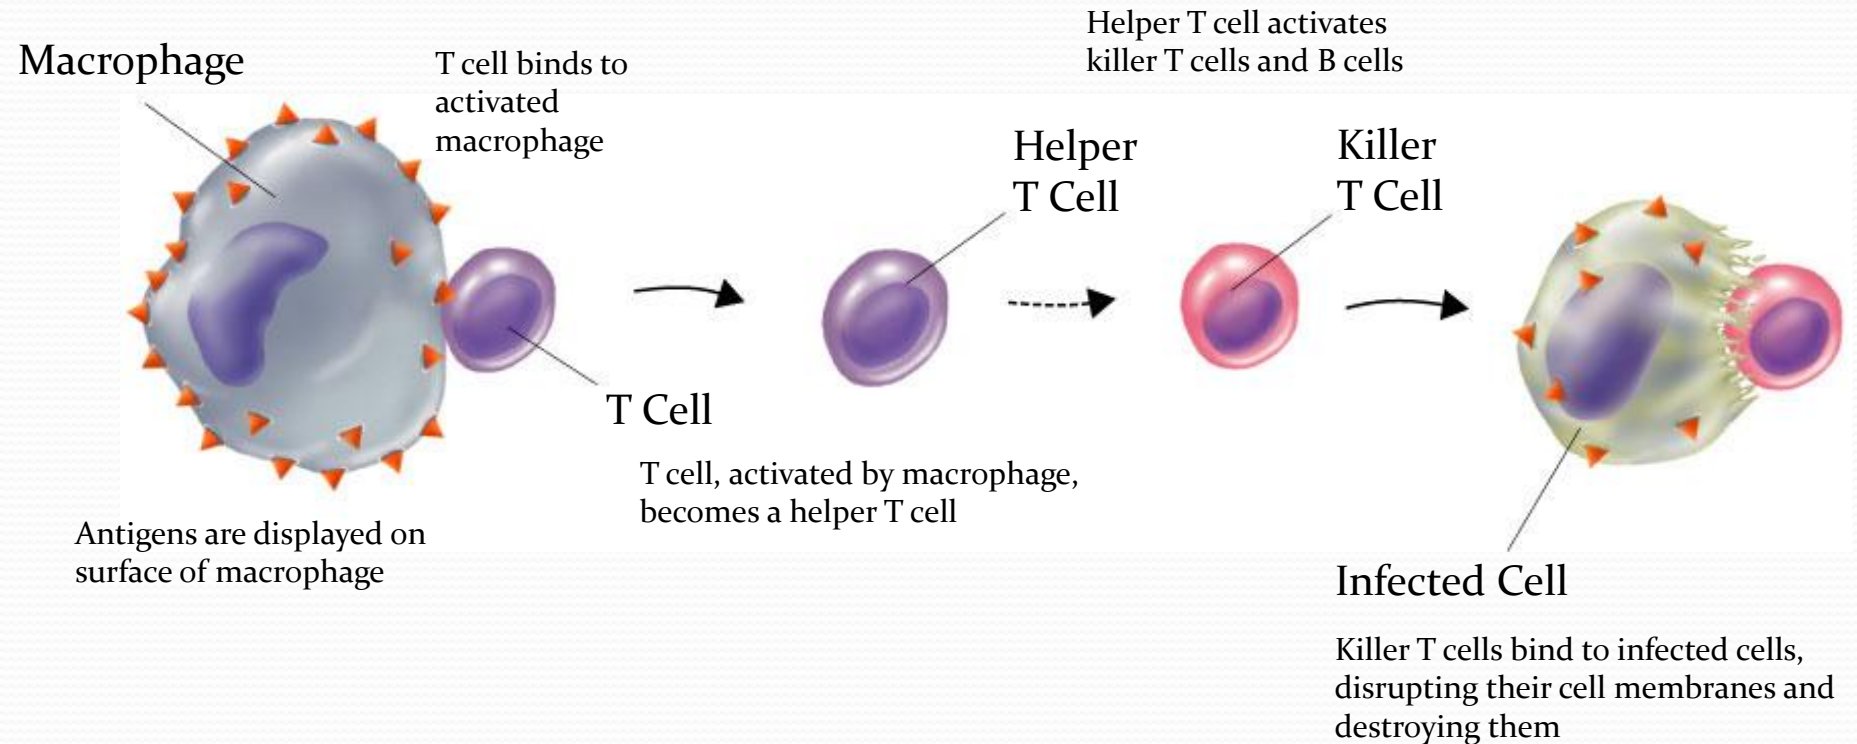 Macrophage
T cell binds to
activated
macrophage
Helper T cell activates
killer T cells and B cells
Helper
T Cell
Killer
T Cell
T Cell
T cell, activated by macrophage,
becomes a helper T cell
Antigens are displayed on
surface of macrophage
Infected Cell
Killer T cells bind to infected cells,
disrupting their cell membranes and
destroying them